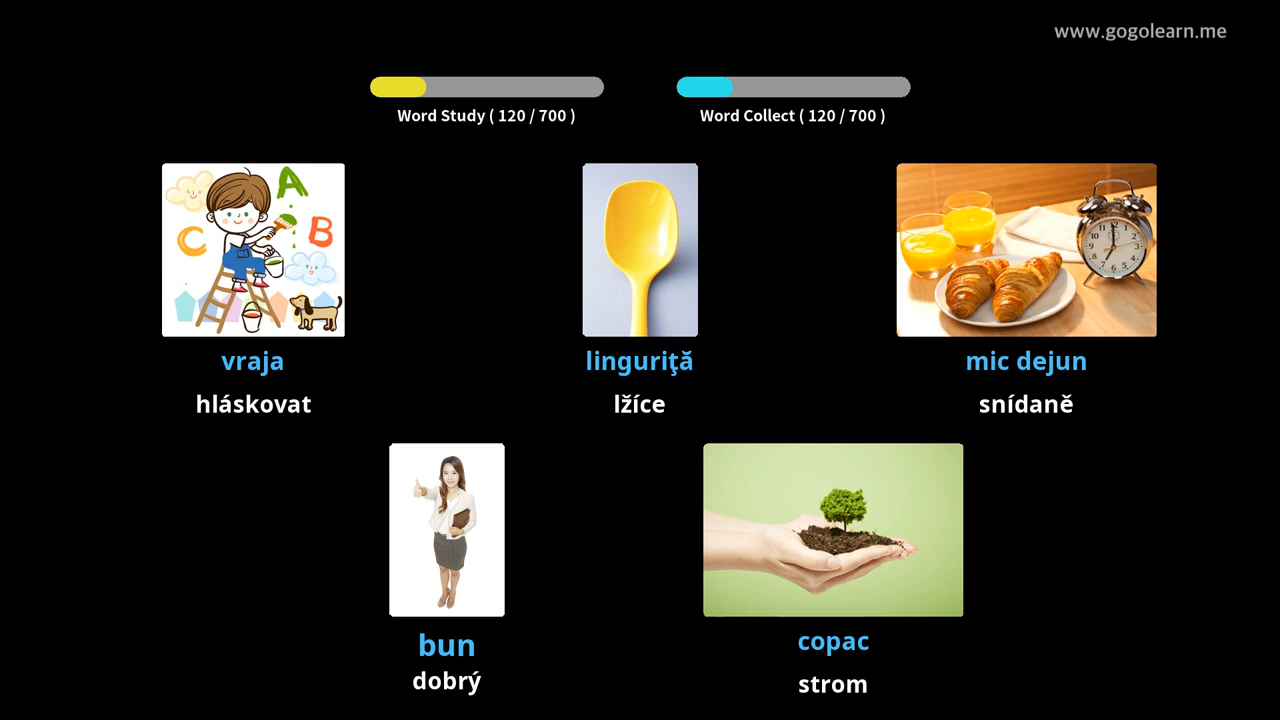 www.gogolearn.me
Word Study ( 120 / 700 )
Word Collect ( 120 / 700 )
A
B
C
vraja
hláskovat
linguriţă
lžíce
mic dejun
snídaně
bun
dobrý
copac
strom